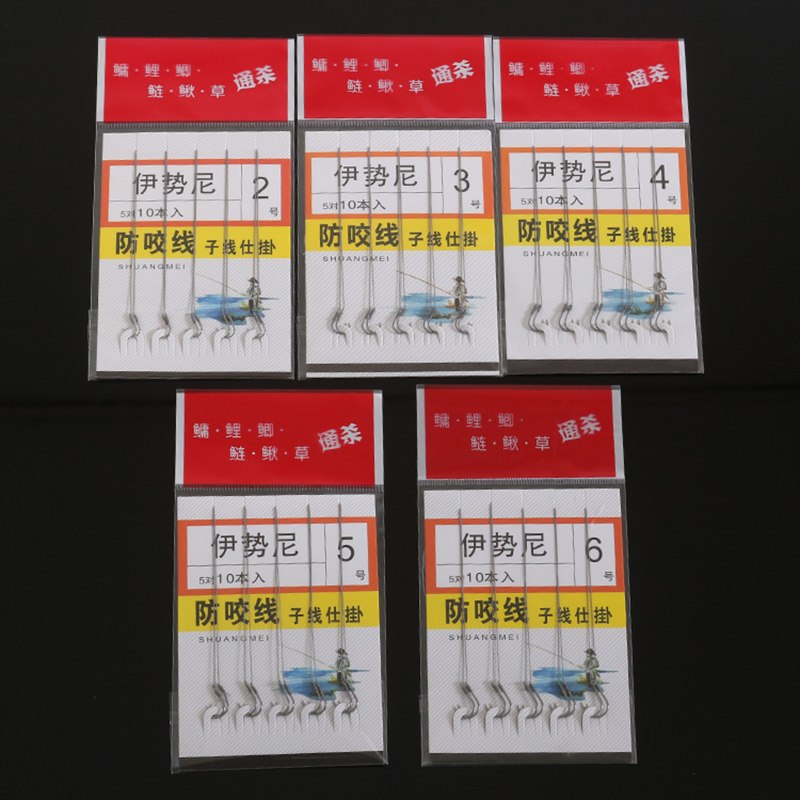 鳙·鲤·鲫·
鲢·鳅·草
通杀
伊势尼
2
号
5对10本入
防咬线 子线仕掛
SHUANGMEI
鳙·鲤·鲫·
鲢·鳅·草
通杀
伊势尼
3
号
5对10本入
防咬线 子线仕掛
SHUANGMEI
鳙·鲤·鲫·
鲢·鳅·草
通杀
伊势尼
4
号
5对10本入
防咬线 子线仕掛
SHUANGMEI
鳙·鲤·鲫·
鲢·鳅·草
通杀
伊势尼
5
号
5对10本入
防咬线 子线仕掛
SHUANGMEI
鳙·鲤·鲫·
鲢·鳅·草
通杀
伊势尼
6
号
5对10本入
防咬线 子线仕掛
SHUANGMEI